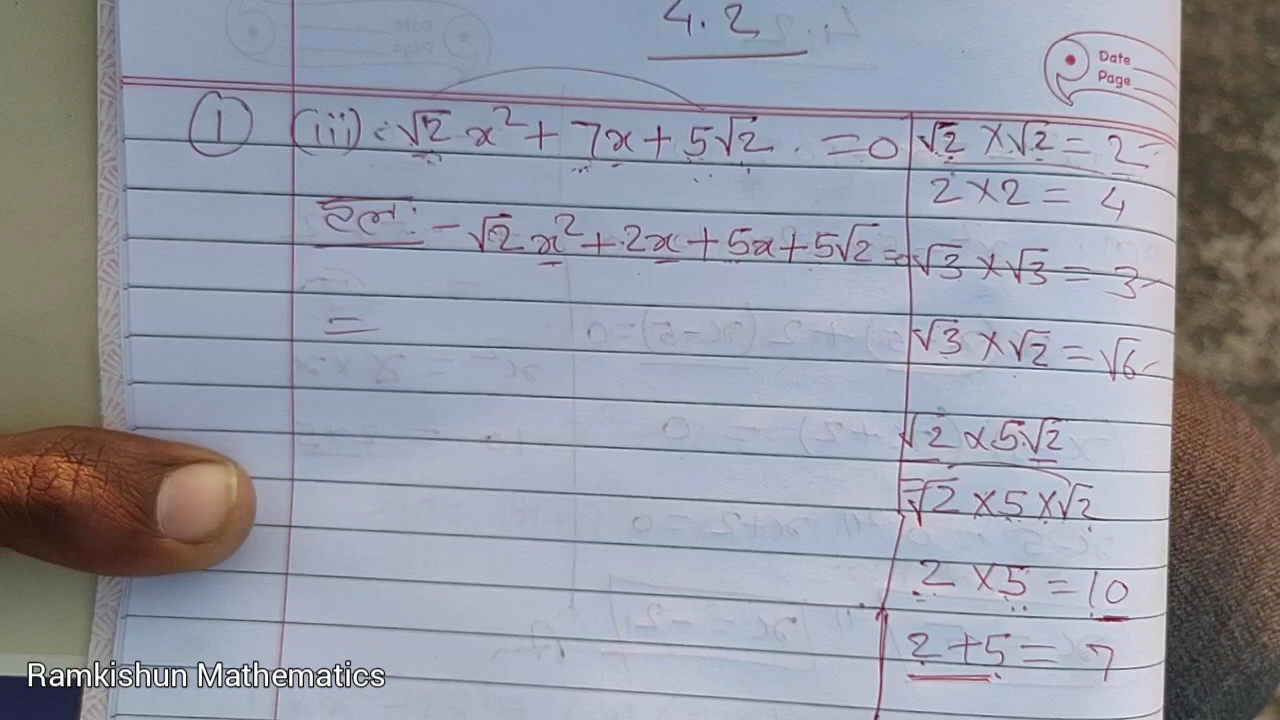 4.2
Date
Page
① (iii) √2 x² + 7x + 5√2 = 0
हल:- √2 x² + 2x + 5x + 5√2 = 0
=
√2 × √2 = 2
2 × 2 = 4
√3 × √3 = 3
√3 × √2 = √6
√2 × 5√2
√2 × 5 × √2
2 × 5 = 10
2 + 5 = 7
Ramkishun Mathematics